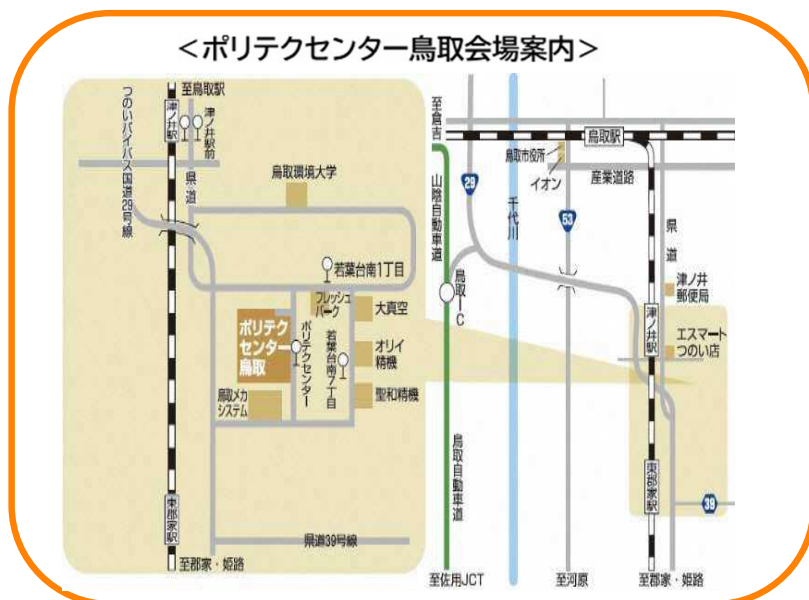 ＜ポリテクセンター鳥取会場案内＞
至鳥取駅
津ノ井駅
津ノ井駅前
つのいバイパス国道29号線
県道
鳥取環境大学
若葉台南1丁目
フレッシュ
パーク
大真空
ポリテク
センター
鳥取
ポリテクセンター
若葉台南7丁目
オリイ
精機
鳥取メカ
システム
聖和精機
東郡家駅
県道39号線
至郡家・姫路
至倉吉
鳥取駅
鳥取市役所
イオン
産業道路
山陰自動車道
29
千代川
53
県道
鳥取IC
津ノ井
郵便局
津ノ井駅
エスマート
つのい店
鳥取自動車道
東郡家駅
39
至佐用JCT
至河原
至郡家・姫路